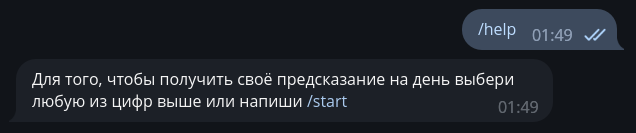 /help 01:49
Для того, чтобы получить своё предсказание на день выбери
любую из цифр выше или напиши /start
01:49